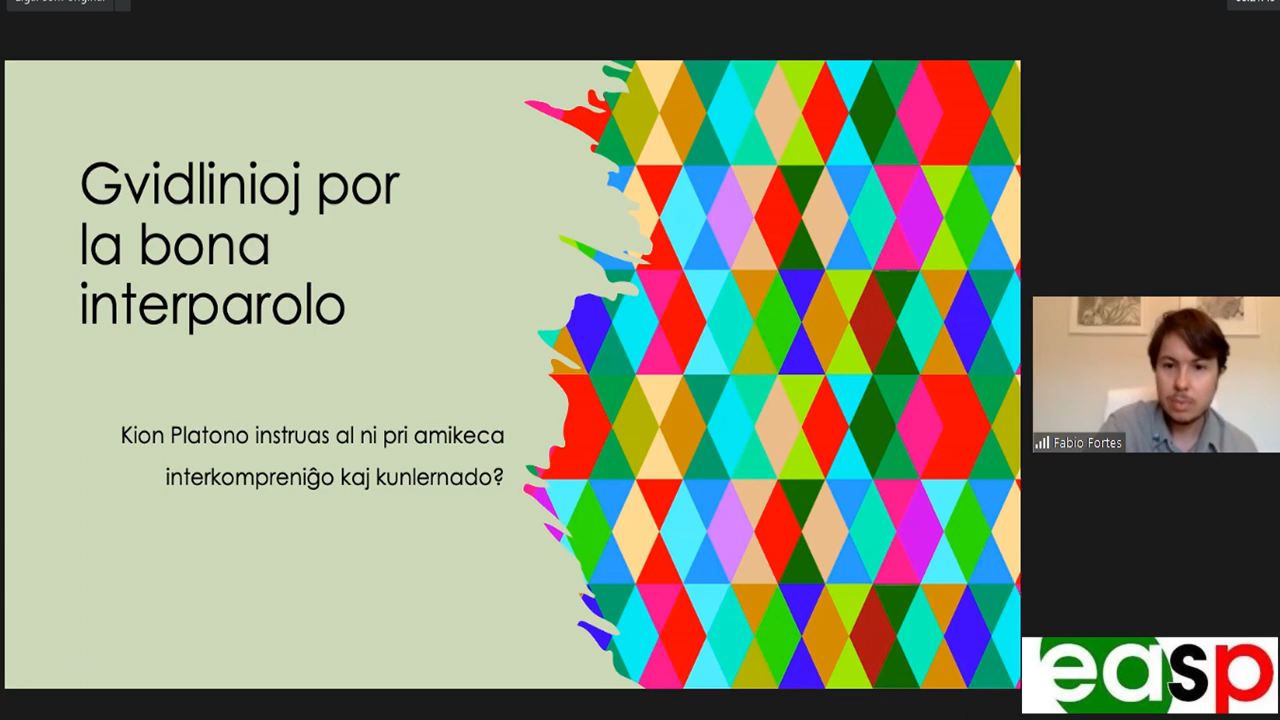 Gvidlinioj por
la bona
interparolo
Kion Platono instruas al ni pri amikeca
interkompreniĝo kaj kunlernado?
Fabio Fortes
easp